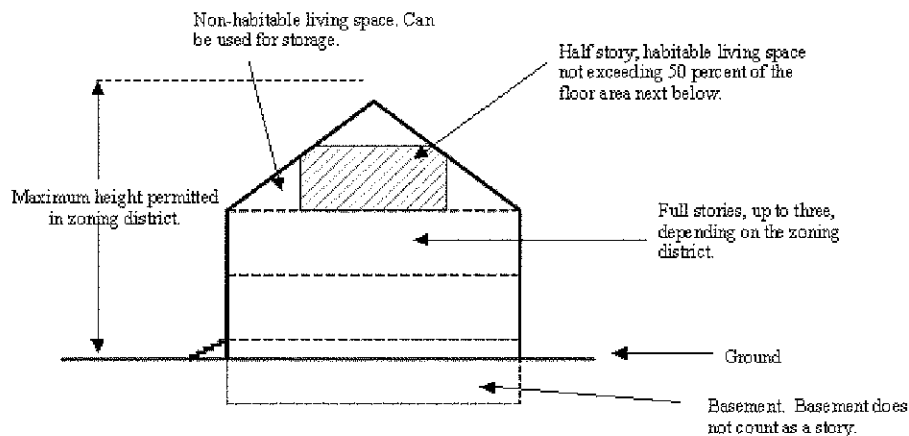 Non-habitable living space. Can
be used for storage.
Half story, habitable living space
not exceeding 50 percent of the
floor area next below.
Maximum height permitted
in zoning district.
Full stories, up to three,
depending on the zoning
district.
Ground
Basement. Basement does
not count as a story.